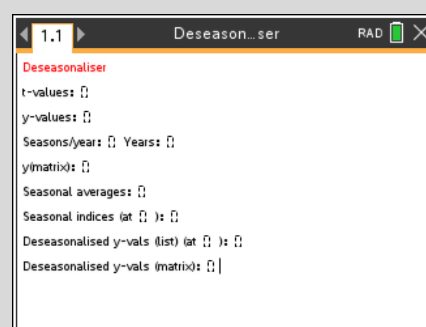 1.1 Deseason...ser RAD
Deseasonaliser
t-values: ▯
y-values: ▯
Seasons/year: ▯ Years: ▯
y(matrix): ▯
Seasonal averages: ▯
Seasonal indices (at ▯ ): ▯
Deseasonalised y-vals (list) (at ▯ ): ▯
Deseasonalised y-vals (matrix): ▯